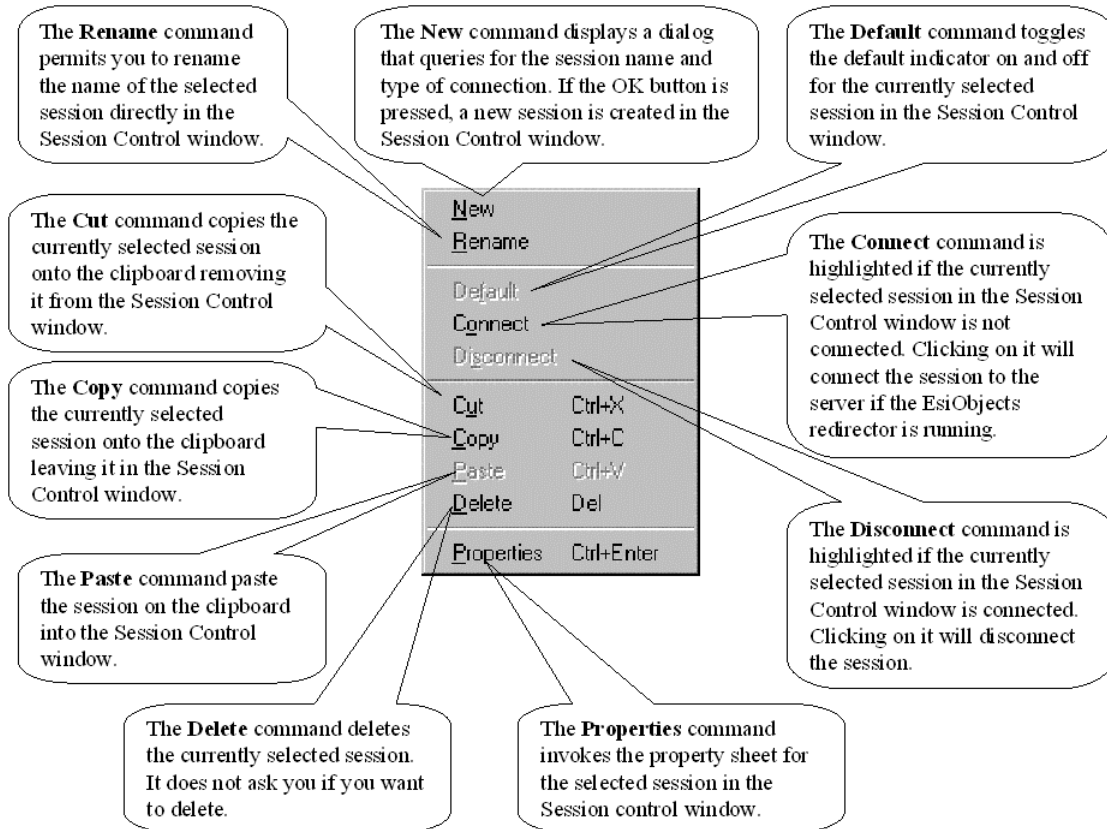 The Rename command
permits you to rename
the name of the selected
session directly in the
Session Control window.
The New command displays a dialog
that queries for the session name and
type of connection. If the OK button is
pressed, a new session is created in the
Session Control window.
The Default command toggles
the default indicator on and off
for the currently selected
session in the Session Control
window.
The Cut command copies the
currently selected session
onto the clipboard removing
it from the Session Control
window.
The Copy command copies
the currently selected
session onto the clipboard
leaving it in the Session
Control window.
The Paste command paste
the session on the clipboard
into the Session Control
window.
New
Rename
Default
Connect
Disconnect
Cut Ctrl+X
Copy Ctrl+C
Paste Ctrl+V
Delete Del
Properties Ctrl+Enter
The Connect command is
highlighted if the currently
selected session in the Session
Control window is not
connected. Clicking on it will
connect the session to the
server if the EsiObjects
redirector is running.
The Disconnect command is
highlighted if the currently
selected session in the Session
Control window is connected.
Clicking on it will disconnect
the session.
The Delete command deletes
the currently selected session.
It does not ask you if you want
to delete.
The Properties command
invokes the property sheet for
the selected session in the
Session control window.